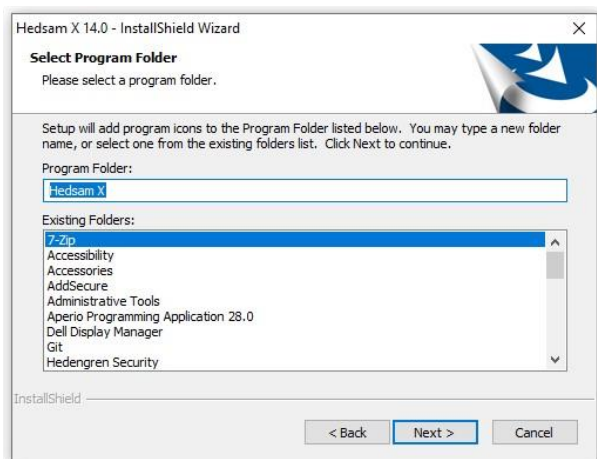 Hedsam X 14.0 - InstallShield Wizard
Select Program Folder
Please select a program folder.
Setup will add program icons to the Program Folder listed below. You may type a new folder
name, or select one from the existing folders list. Click Next to continue.
Program Folder:
Hedsam X
Existing Folders:
7-Zip
Accessibility
Accessories
AddSecure
Administrative Tools
Aperio Programming Application 28.0
Dell Display Manager
Git
Hedengren Security
InstallShield
< Back Next > Cancel